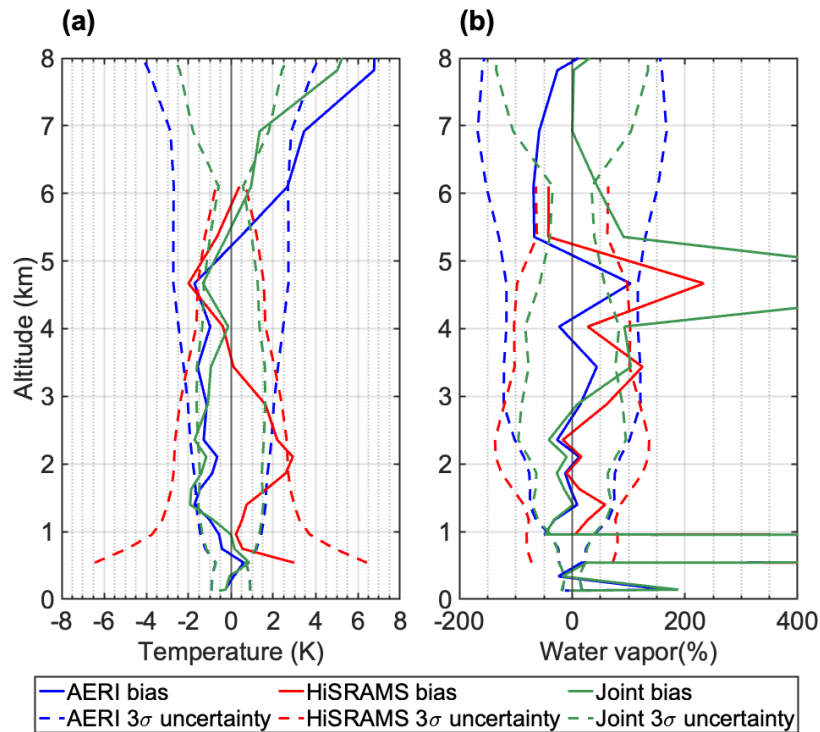 (a)
(b)
8
7
6
5
4
3
2
1
0
Altitude (km)
-8 -6 -4 -2 0 2 4 6 8
Temperature (K)
8
7
6
5
4
3
2
1
0
-200 0 200 400
Water vapor(%)
AERI bias HiSRAMS bias Joint bias
AERI 3σ uncertainty HiSRAMS 3σ uncertainty Joint 3σ uncertainty